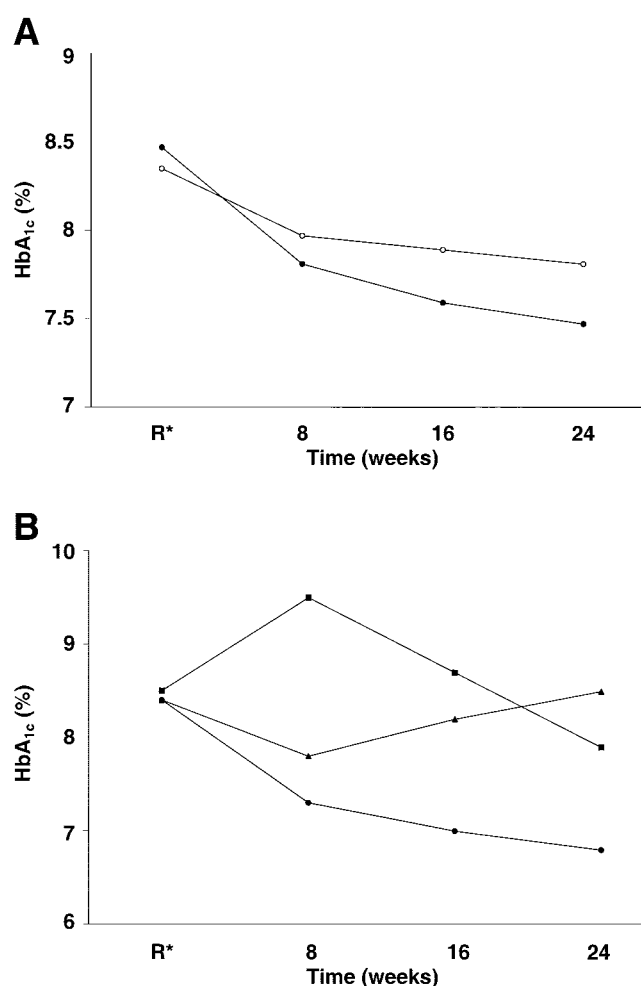 A
9
8.5
8
7.5
7
HbA1c (%)
R* 8 16 24
Time (weeks)
B
10
9
8
7
6
HbA1c (%)
R* 8 16 24
Time (weeks)